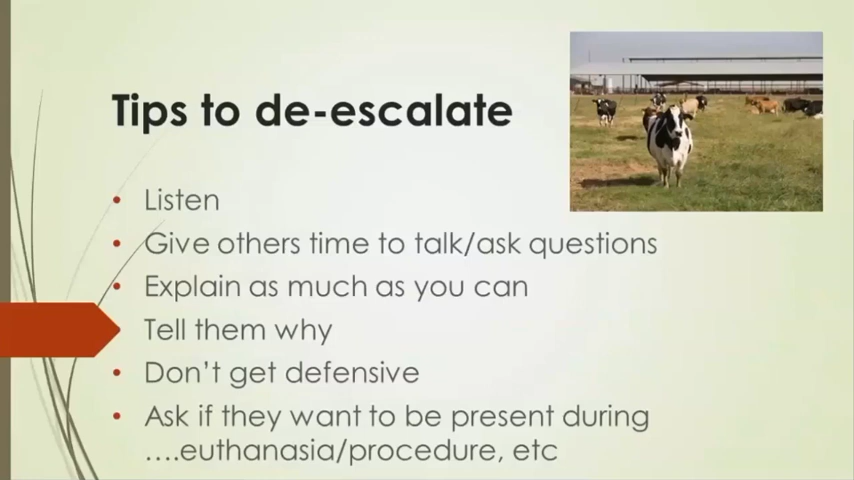 Tips to de-escalate
• Listen
• Give others time to talk/ask questions
• Explain as much as you can
Tell them why
• Don’t get defensive
• Ask if they want to be present during
….euthanasia/procedure, etc